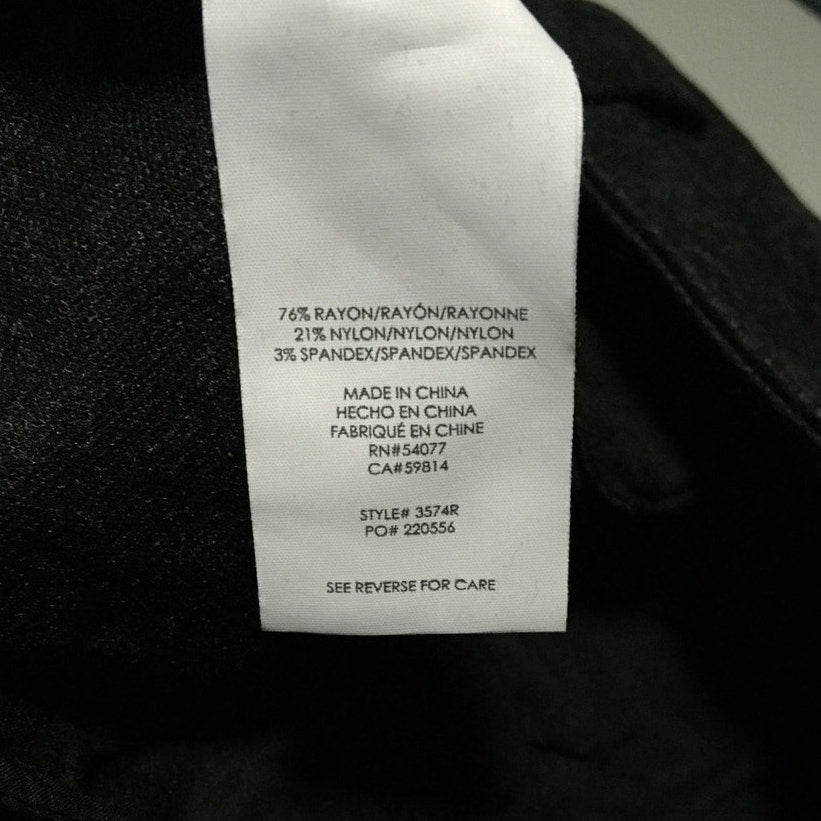 76% RAYON/RAYÓN/RAYONNE
21% NYLON/NYLON/NYLON
3% SPANDEX/SPANDEX/SPANDEX
MADE IN CHINA
HECHO EN CHINA
FABRIQUÉ EN CHINE
RN#54077
CA#59814
STYLE# 3574R
PO# 220556
SEE REVERSE FOR CARE